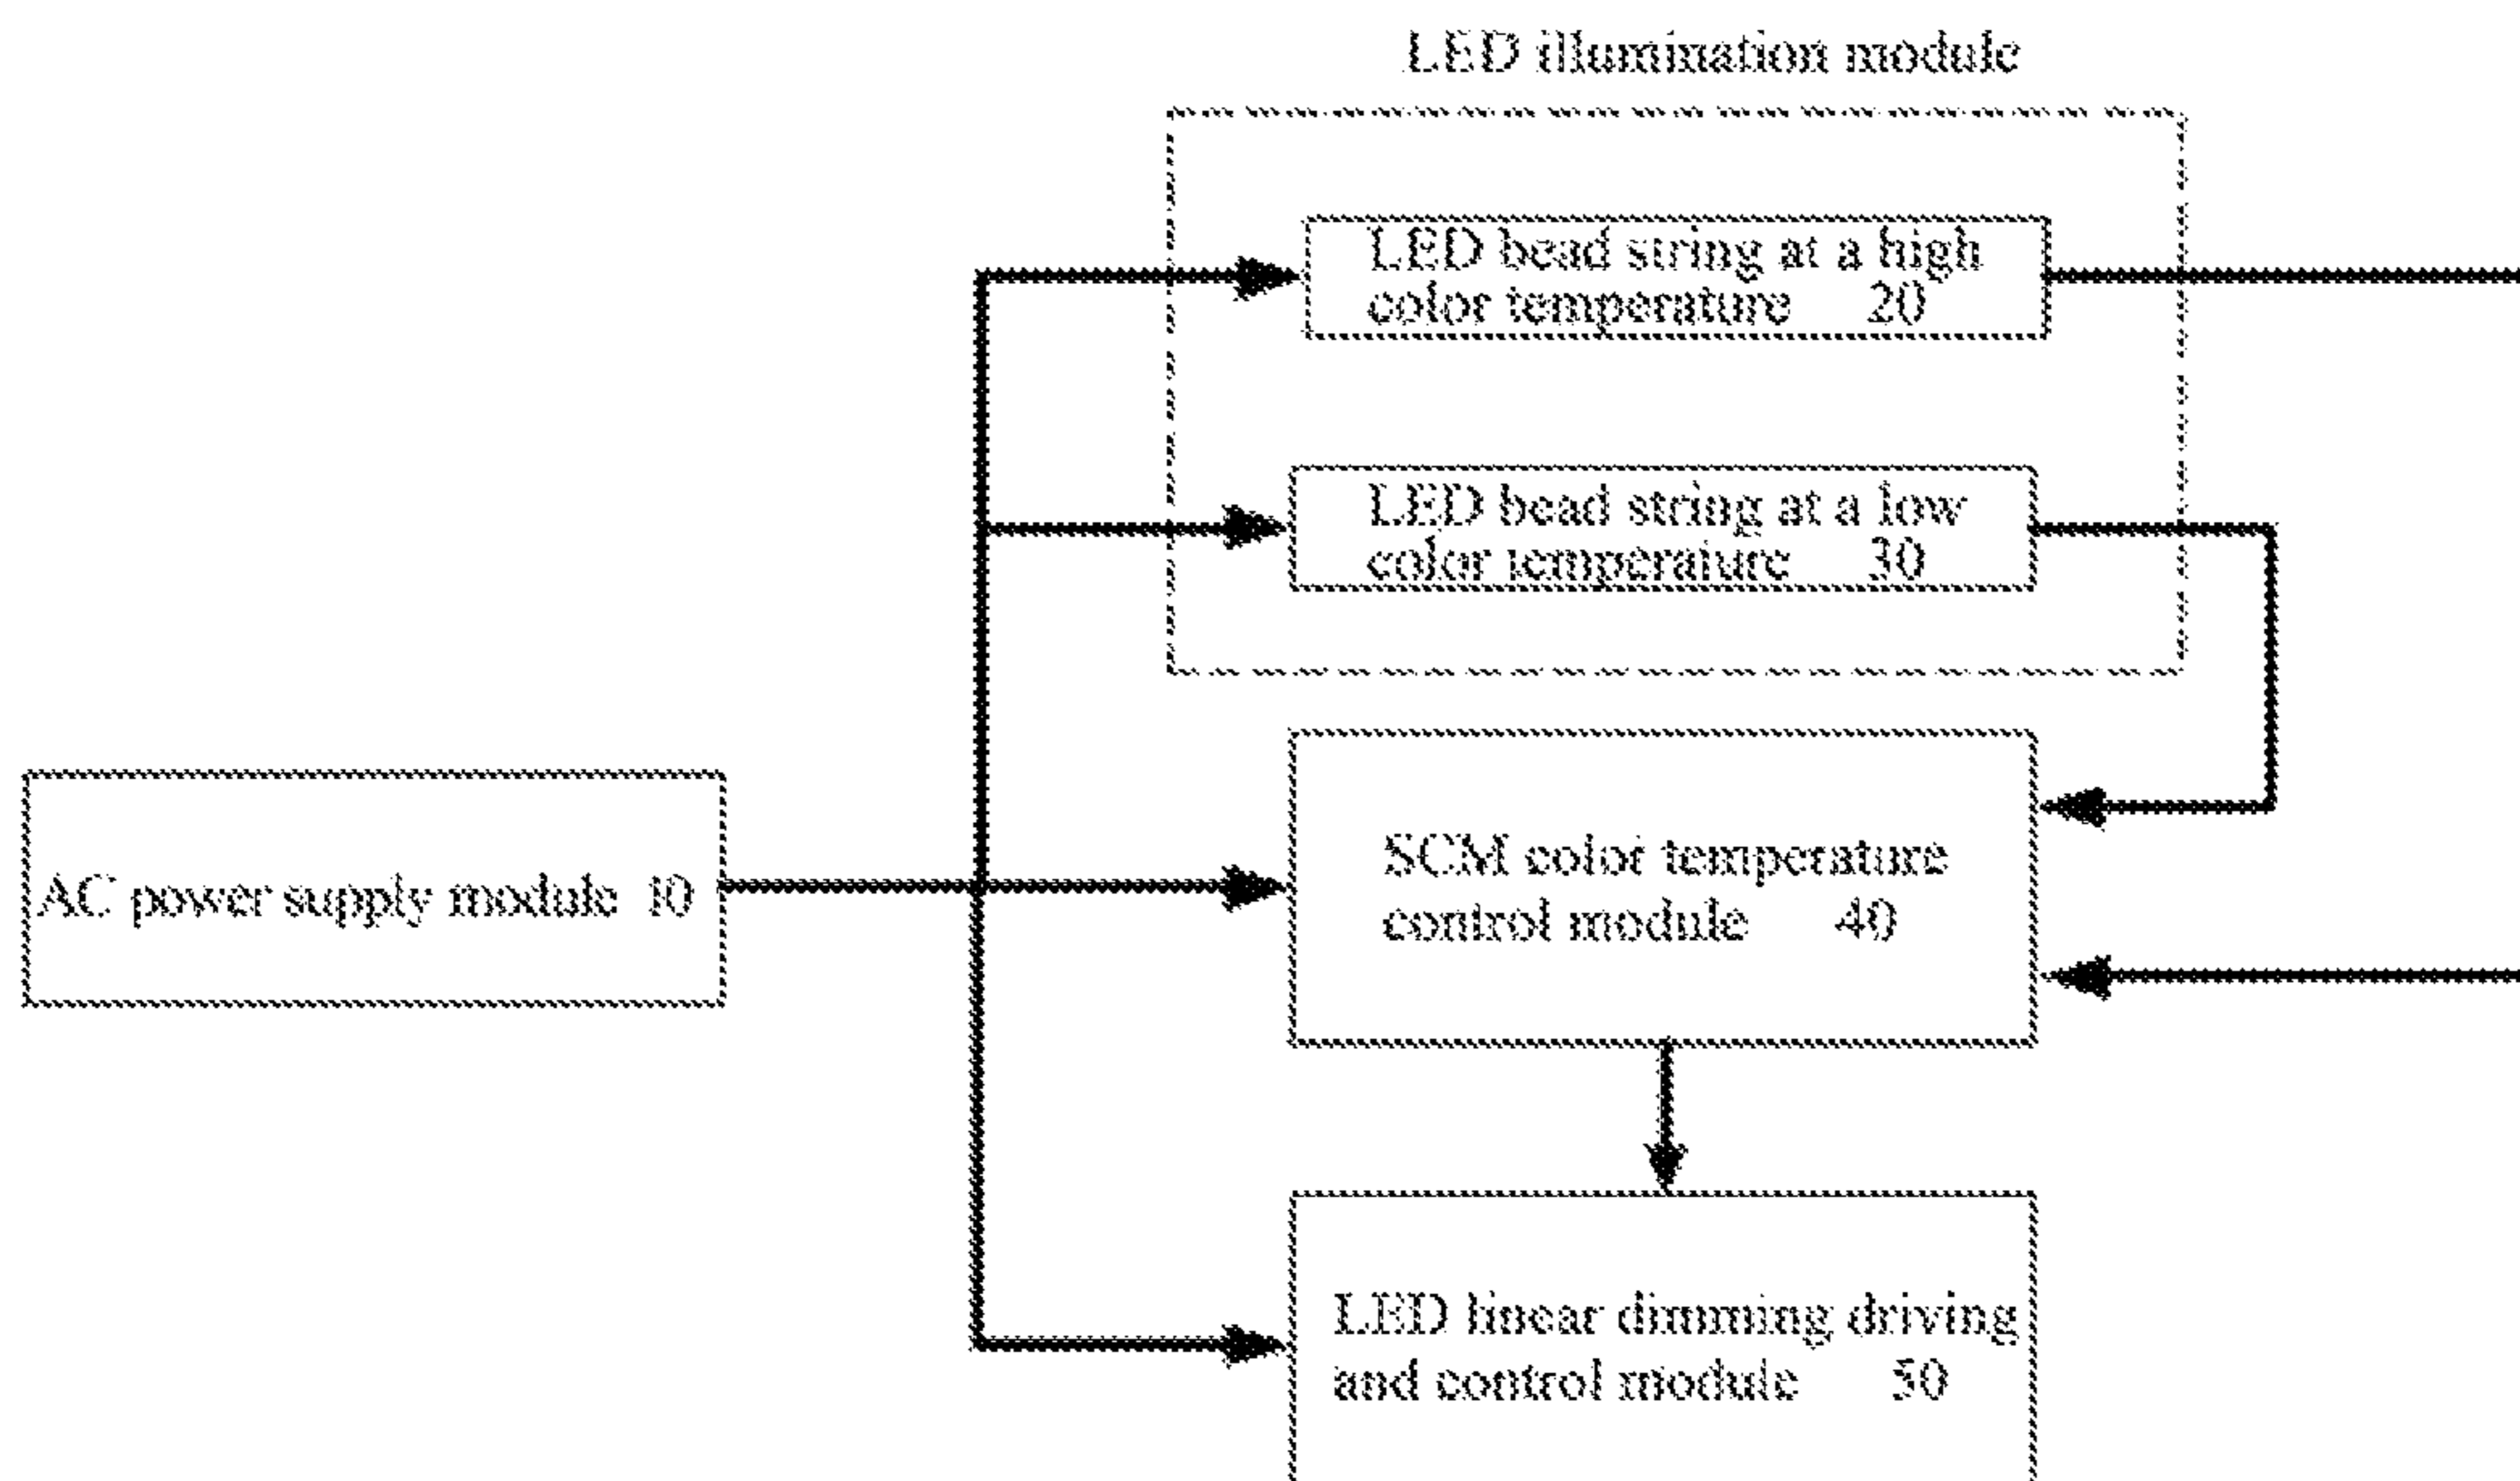 LED illumination module
LED bead string at a high
color temperature 20
LED bead string at a low
color temperature 30
SCM color temperature
control module 40
AC power supply module 10
LED linear dimming driving
and control module 50